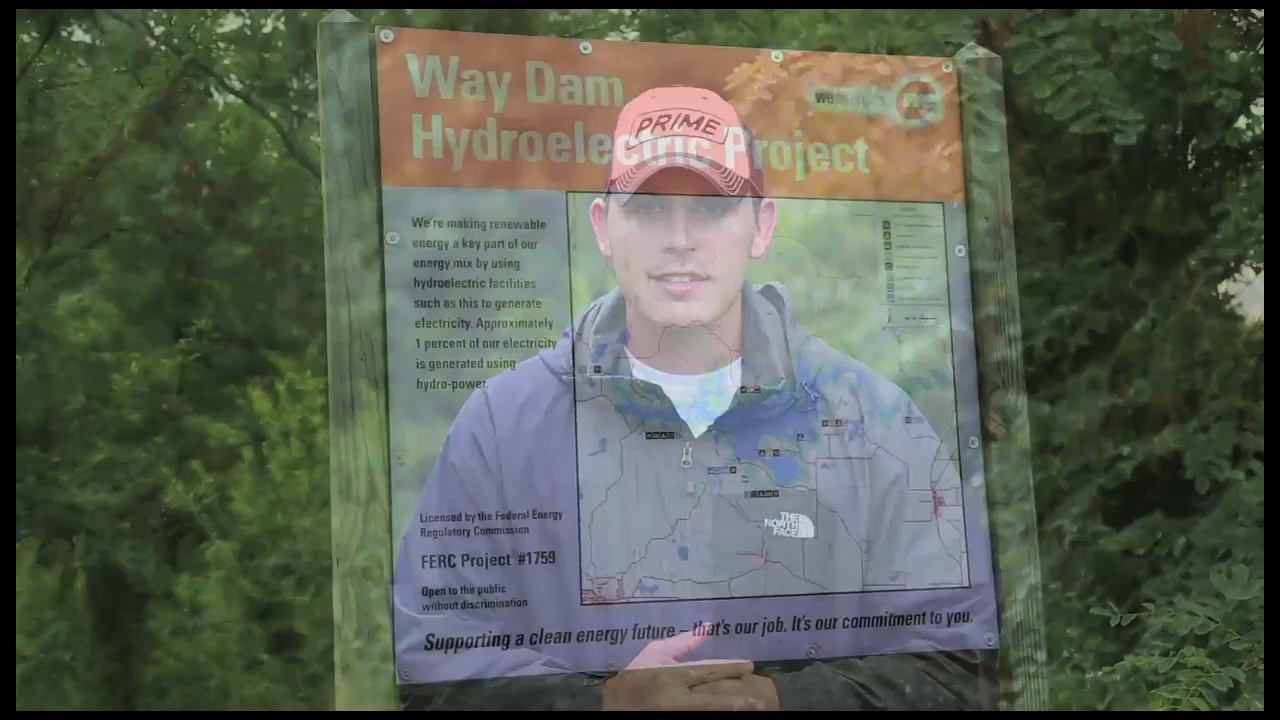 Way Dam
Hydroelectric Project
PRIME
We're making renewable
energy a key part of our
energy mix by using
hydroelectric facilities
such as this to generate
electricity. Approximately
1 percent of our electricity
is generated using
hydro-power.
THE
NORTH
FACE
Licensed by the Federal Energy
Regulatory Commission
FERC Project #1759
Open to the public
without discrimination
Supporting a clean energy future – that's our job. It's our commitment to you.